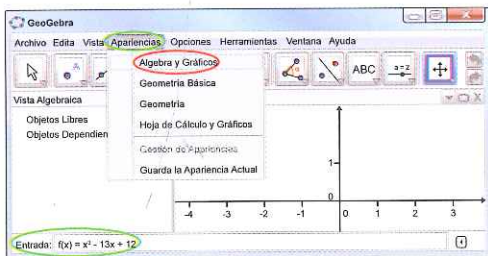 GeoGebra
Archivo Edita Vista Apariencias Opciones Herramientas Ventana Ayuda
Algebra y Gráficos
ABC
a=2
Vista Algebraica
Geometría Básica
Objetos Libres
Geometría
Objetos Dependien
Hoja de Cálculo y Gráficos
Gestión de Apariencias
Guarda la Apariencia Actual
1
0
-4 -3 -2 -1 0 1 2 3
Entrada: f(x) = x² - 13x + 12